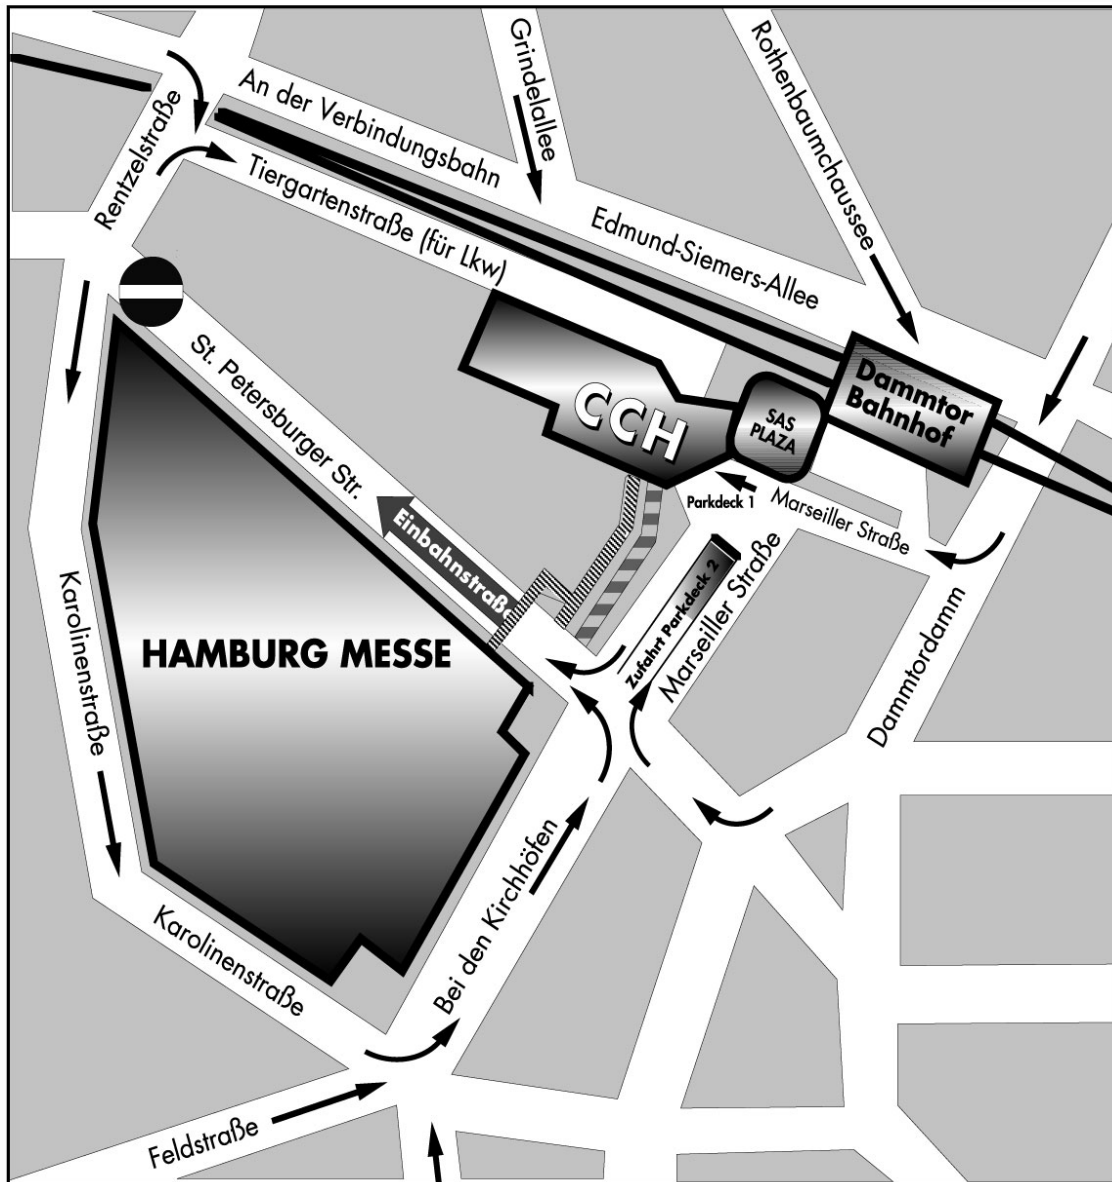 Grindelallee
Rothenbaumchaussee
An der Verbindungsbahn
Rentzelstraße
Tiergartenstraße (für Lkw)
Edmund-Siemers-Allee
St. Petersburger Str.
Dammtor
Bahnhof
CCH
SAS
PLAZA
Parkdeck 1
Marseiller Straße
Einbahnstraße
Zufahrt Parkdeck 2
Marseiller Straße
Karolinenstraße
HAMBURG MESSE
Dammtordamm
Bei den Kirchhöfen
Karolinenstraße
Feldstraße